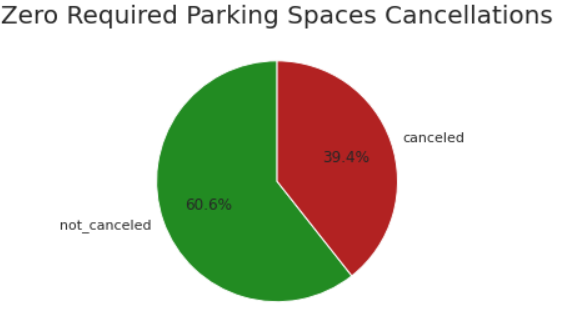 Zero Required Parking Spaces Cancellations
canceled
39.4%
60.6%
not_canceled